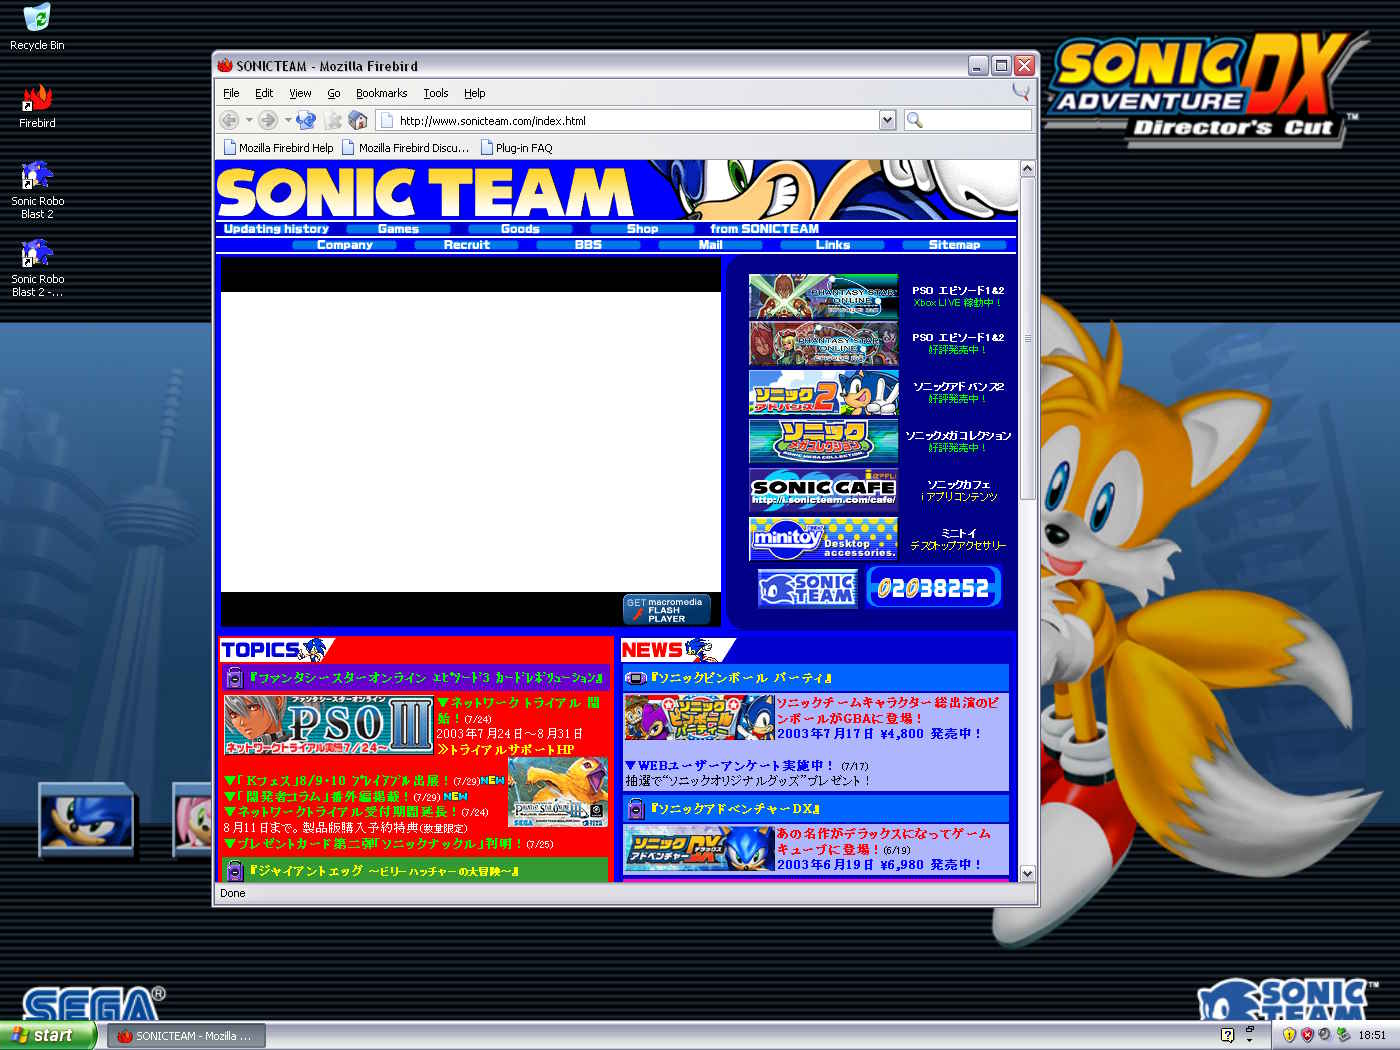 Recycle Bin
Firebird
Sonic Robo
Blast 2
Sonic Robo
Blast 2 -...
SONIC
ADVENTURE DX
Director's Cut
TM
SONICTEAM - Mozilla Firebird
File Edit View Go Bookmarks Tools Help
http://www.sonicteam.com/index.html
Mozilla Firebird Help Mozilla Firebird Discu... Plug-in FAQ
SONIC TEAM
Updating history Games Goods Shop from SONICTEAM
Company Recruit BBS Mail Links Sitemap
PHANTASY STAR
ONLINE
PSO エピソード1&2
Xbox LIVE 稼動中！
PHANTASY STAR
ONLINE
PSO エピソード1&2
好評発売中！
ソニック
アドバンス2
ソニックアドバンス2
好評発売中！
ソニック
メガコレクション
SONIC MEGA COLLECTION
ソニックメガコレクション
好評発売中！
SONIC CAFE
http://i.sonicteam.com/cafe/
ソニックカフェ
i アプリコンテンツ
minitoy
Desktop
accessories.
ミニトイ
デスクトップアクセサリー
SONIC
TEAM
02038252
GET macromedia
FLASH
PLAYER
TOPICS
『ファンタシースターオンライン エピソード3 カードレボリューション』
ファンタシースターオンライン
PSO III
ネットワークトライアル実施7/24～
▼ネットワークトライアル 開
始！(7/24)
2003年7月24日～8月31日
≫トライアルサポートHP
▼「Kフェス」8/9・10 プレイアブル出展！(7/29)NEW
▼「開発者コラム」番外編掲載！(7/29) NEW
▼ネットワークトライアル受付期間延長！(7/24)
8月11日まで。製品版購入予約特典(数量限定)
▼プレゼントカード第二弾「ソニックナックル」判明！(7/25)
PHANTASY STAR ONLINE III
SEGA
『ジャイアントエッグ ～ビリーハッチャーの大冒険～』
NEWS
『ソニックピンボール パーティ』
ソニック
ピンボール
パーティ
ソニックチームキャラクター総出演のピ
ンボールがGBAに登場！
2003年7月17日 ¥4,800 発売中！
▼WEBユーザーアンケート実施中！ (7/17)
抽選で“ソニックオリジナルグッズ”プレゼント！
『ソニックアドベンチャーDX』
ソニック
アドベンチャー DX
デラックス
あの名作がデラックスになってゲーム
キューブに登場！(6/19)
2003年6月19日 ¥6,980 発売中！
Done
SEGA®
SONIC
TEAM
TM
start
SONICTEAM - Mozilla ...
18:51